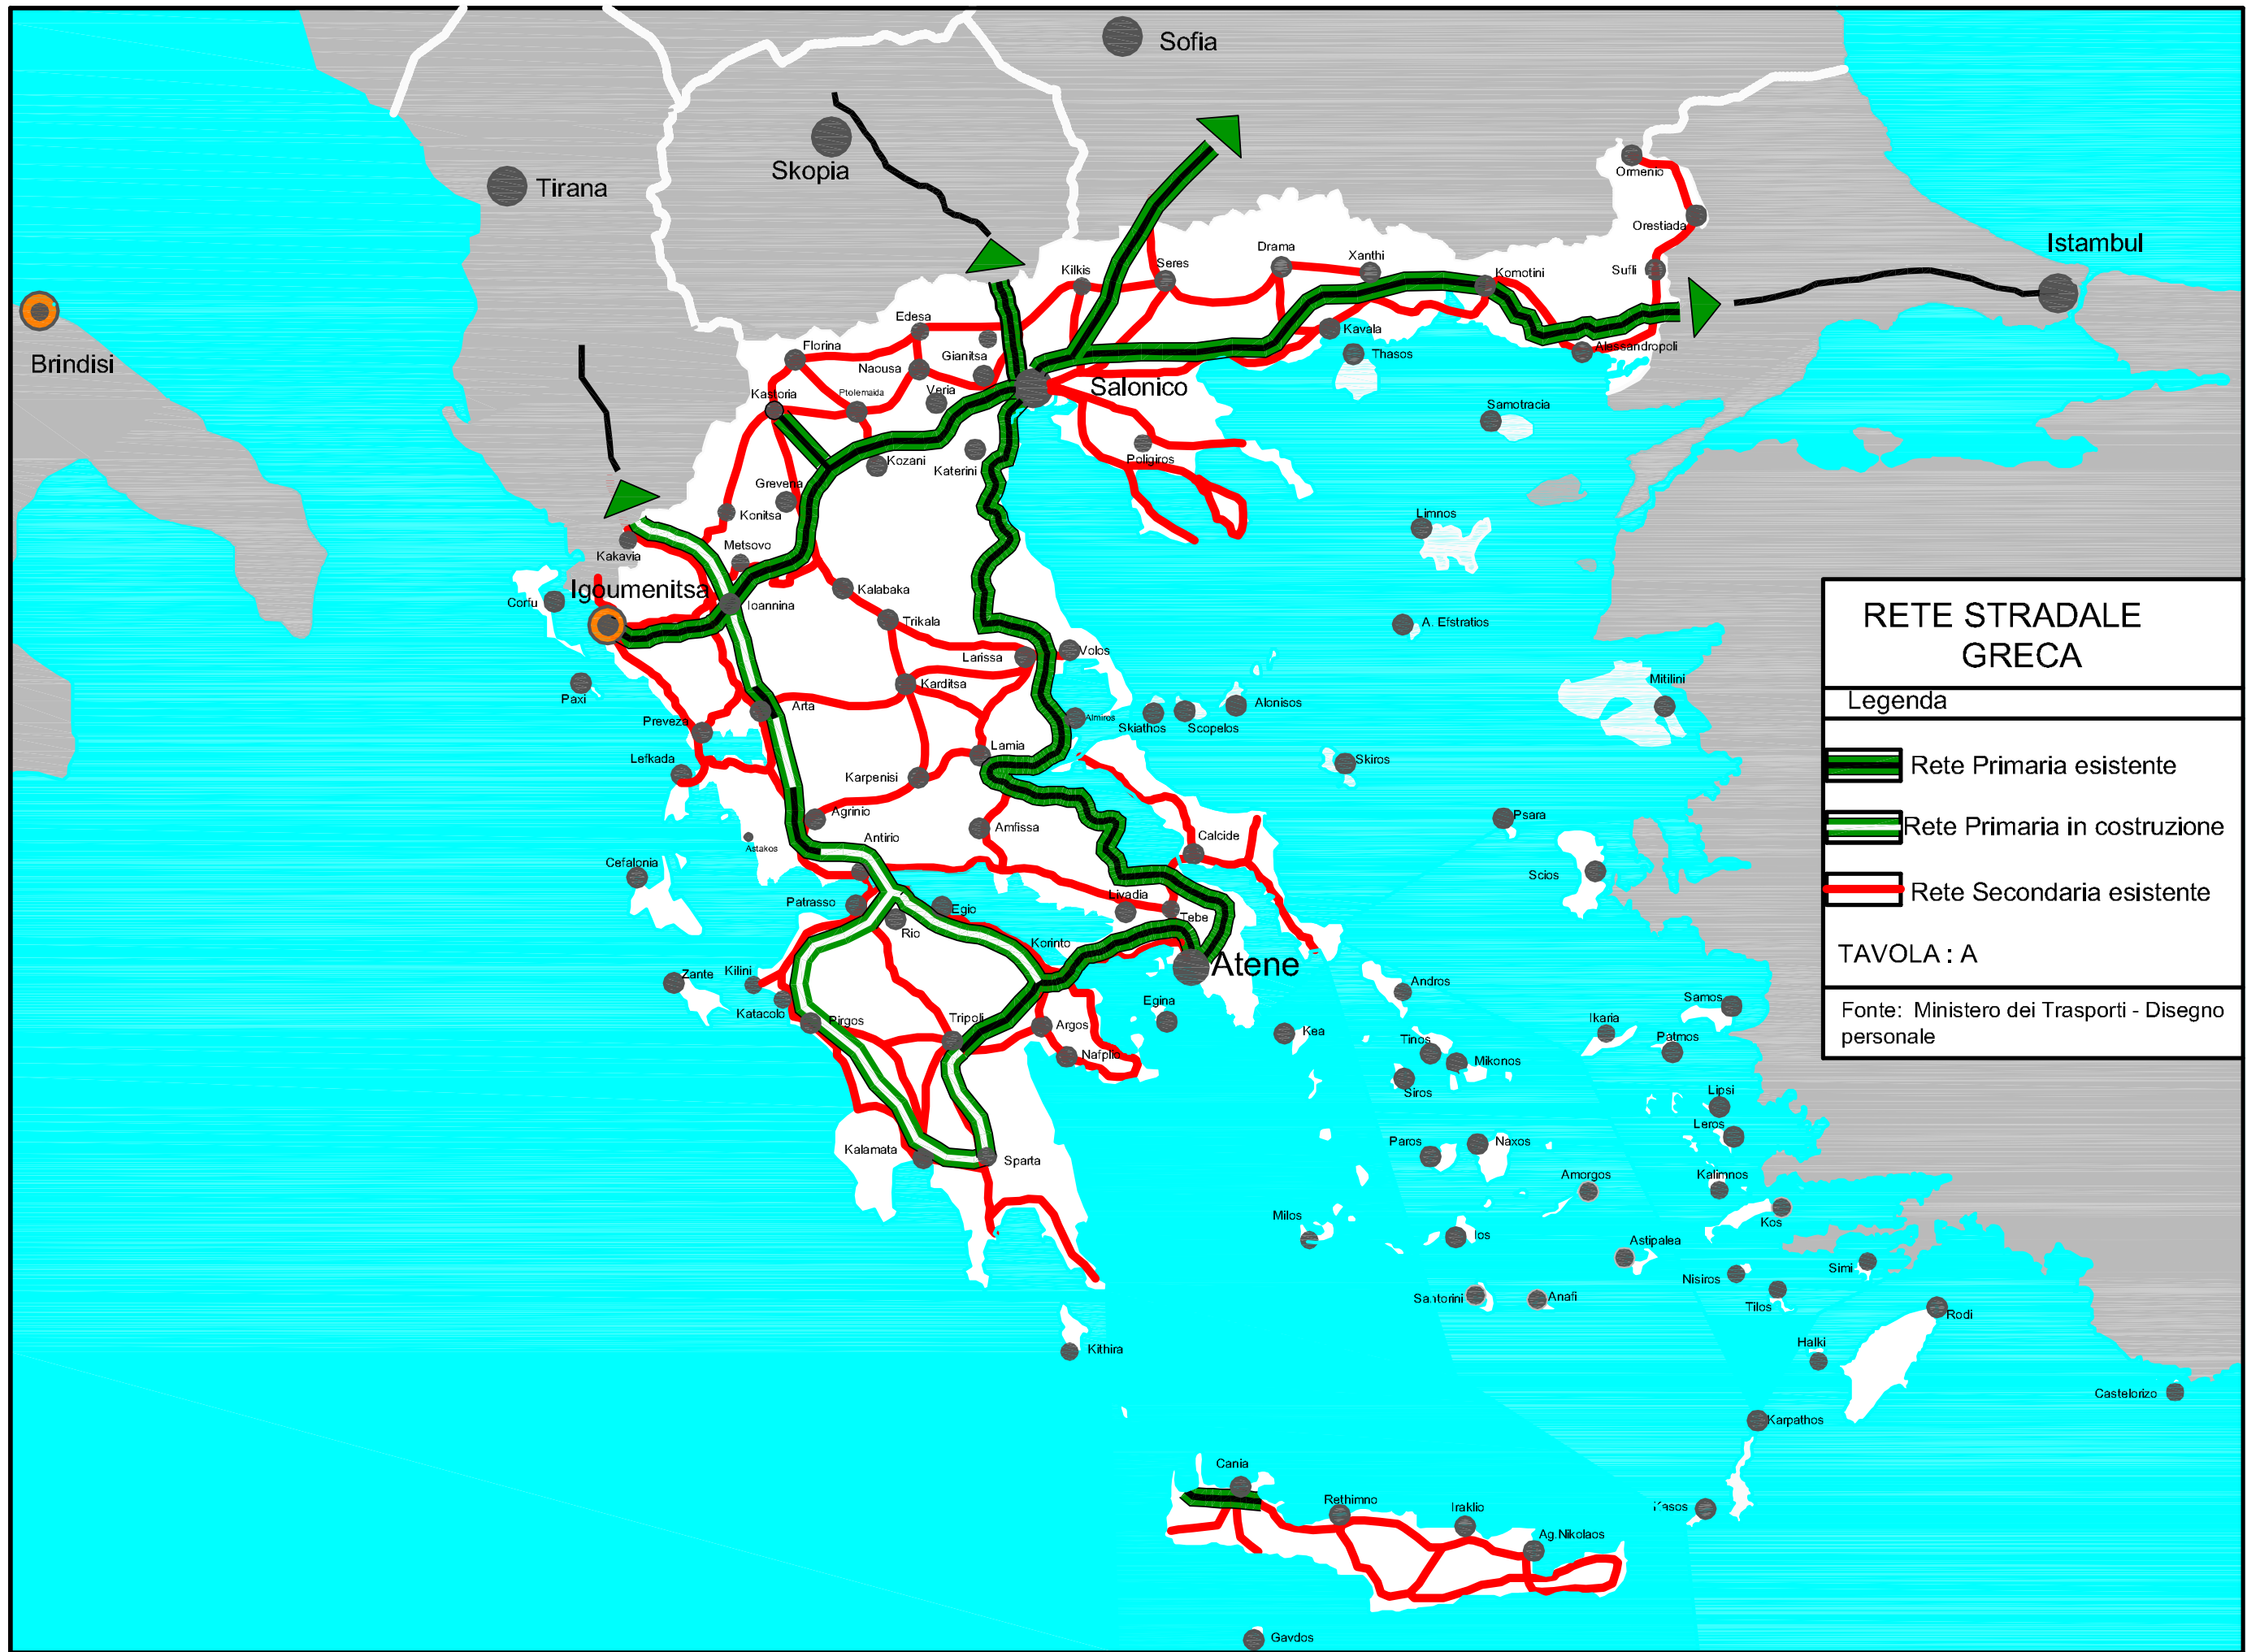 Sofia
Skopia
Tirana
Brindisi
Istambul
Ormenio
Orestiada
Sufli
Drama
Xanthi
Komotini
Seres
Kilkis
Edesa
Florina
Gianitsa
Naousa
Veria
Kastoria
Ptolemaida
Salonico
Kavala
Thasos
Alessandropoli
Samotracia
Kozani
Katerini
Poligiros
Grevena
Konitsa
Metsovo
Kakavia
Limnos
Igoumenitsa
Ioannina
Corfu
Kalabaka
Trikala
A. Efstratios
Larissa
Volos
Karditsa
Paxi
Arta
Preveza
Almiros
Skiathos
Scopelos
Alonisos
Mitilini
Lefkada
Lamia
Karpenisi
Skiros
Agrinio
Amfissa
Psara
Calcide
Antirio
Astakos
Cefalonia
Scios
Patrasso
Rio
Egio
Livadia
Tebe
Korinto
Atene
Zante
Kilini
Katacolo
Pirgos
Tripoli
Argos
Nafplio
Egina
Kea
Andros
Tinos
Mikonos
Siros
Ikaria
Samos
Patmos
Lipsi
Leros
Kalamata
Sparta
Paros
Naxos
Amorgos
Kalimnos
Kos
Milos
Ios
Astipalea
Nisiros
Simi
Tilos
Santorini
Anafi
Rodi
Halki
Kithira
Castelorizo
Karpathos
Kasos
Cania
Rethimno
Iraklio
Ag.Nikolaos
Gavdos
RETE STRADALE
GRECA
Legenda
Rete Primaria esistente
Rete Primaria in costruzione
Rete Secondaria esistente
TAVOLA : A
Fonte: Ministero dei Trasporti - Disegno
personale